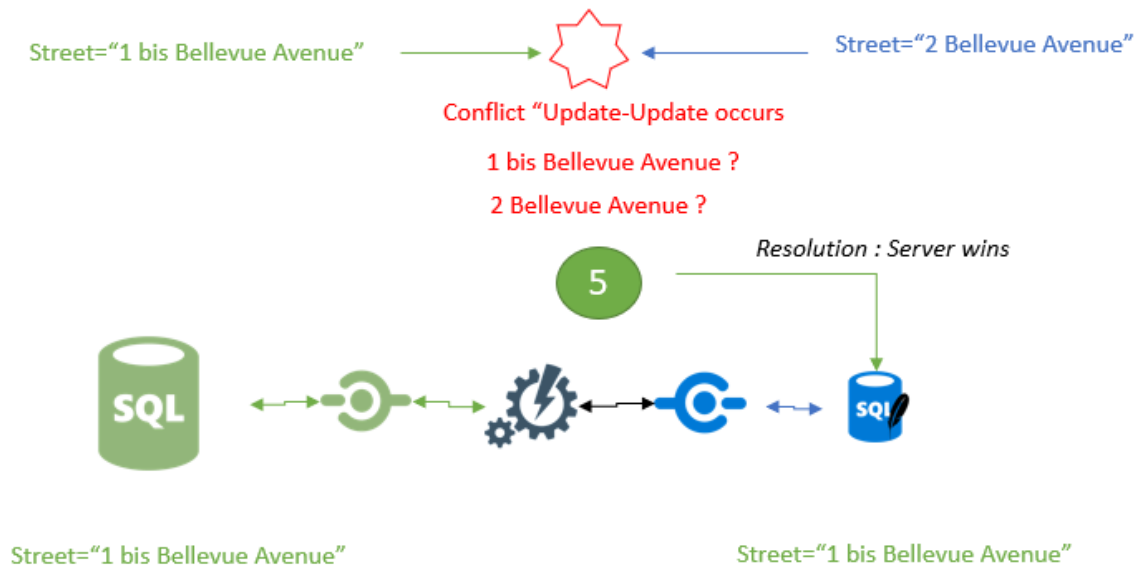 Street=“1 bis Bellevue Avenue”
Street=“2 Bellevue Avenue”
Conflict “Update-Update occurs
1 bis Bellevue Avenue ?
2 Bellevue Avenue ?
Resolution : Server wins
5
SQL
SQL
Street=“1 bis Bellevue Avenue”
Street=“1 bis Bellevue Avenue”